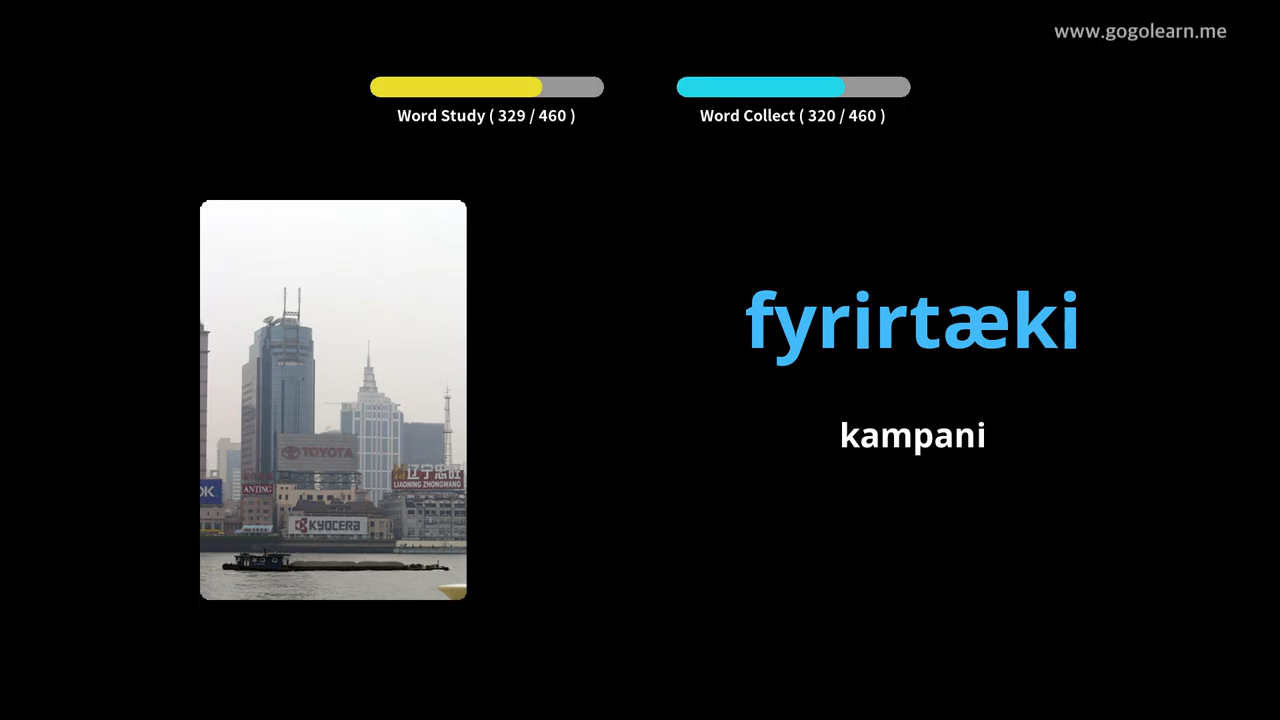 www.gogolearn.me
Word Study ( 329 / 460 )
Word Collect ( 320 / 460 )
fyrirtæki
kampani
TOYOTA
辽宁忠旺
LIAONING ZHONGWANG
OK
ANTING
KYOCERA